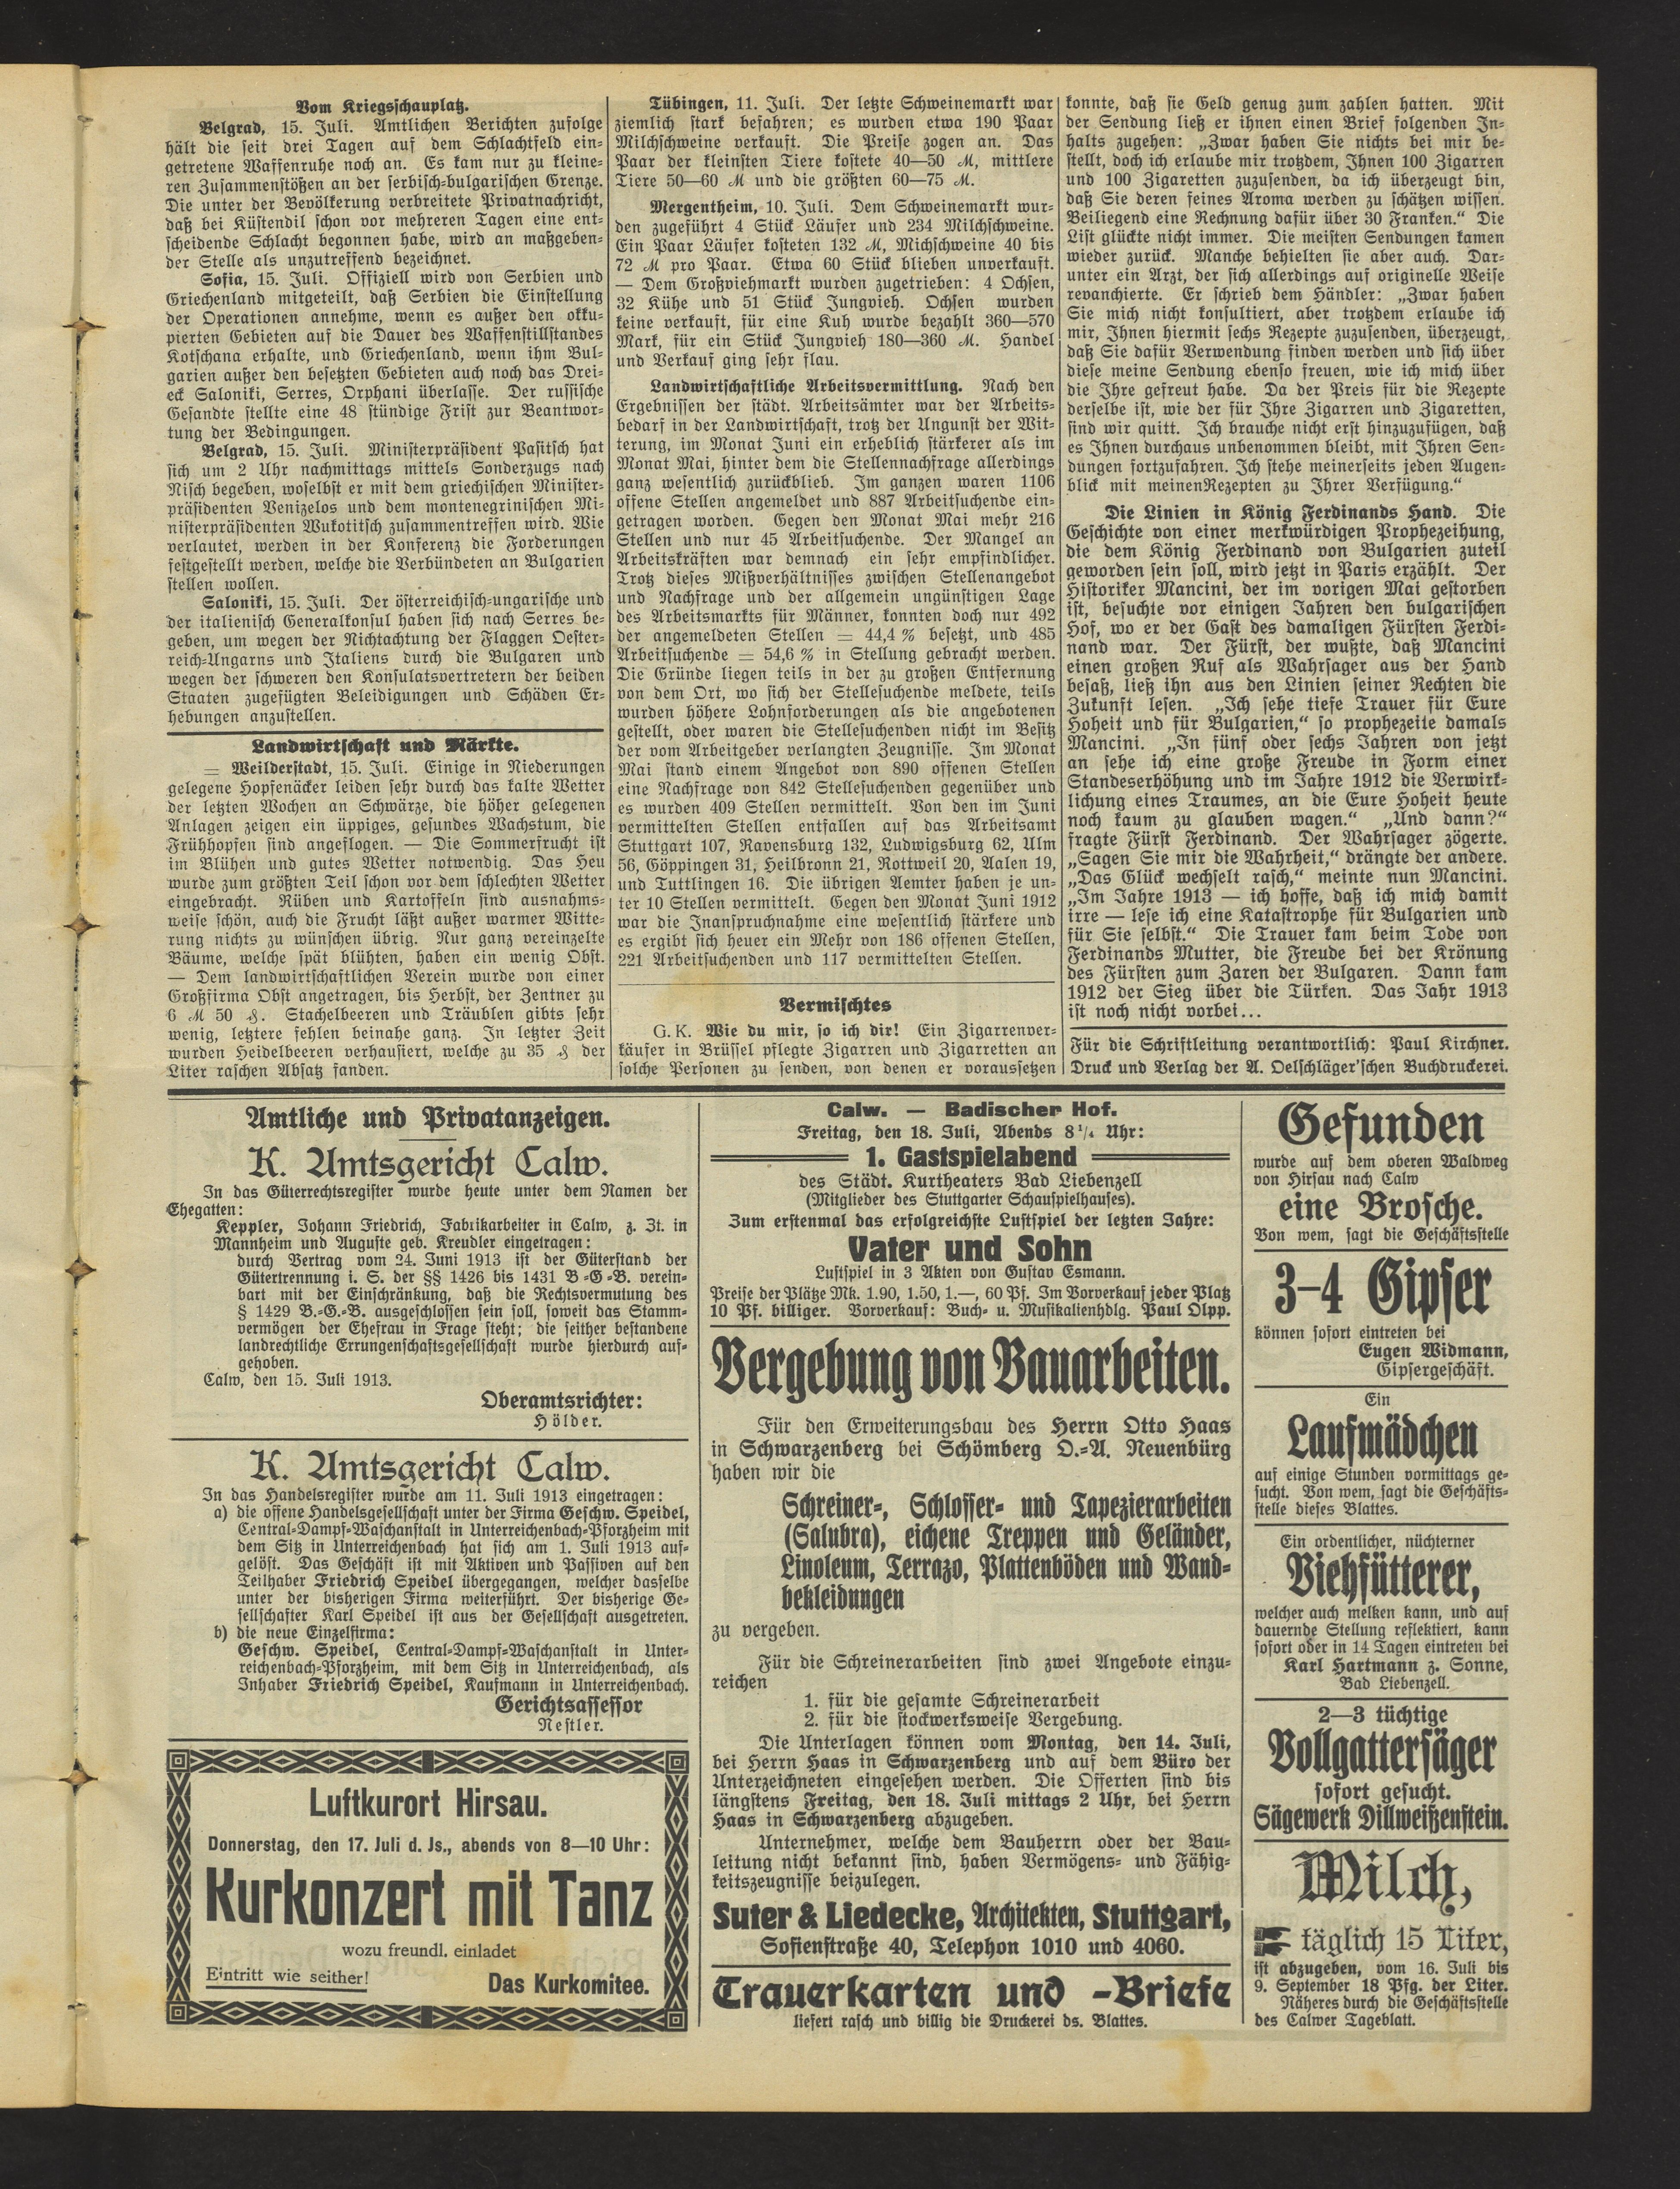 Vom Kriegsschauplatz.
Belgrad, 15. Juli. Amtlichen Berichten zufolge
hält die seit drei Tagen auf dem Schlachtfeld ein-
getretene Waffenruhe noch an. Es kam nur zu kleine-
ren Zusammenstößen an der serbisch-bulgarischen Grenze.
Die unter der Bevölkerung verbreitete Privatnachricht,
daß bei Küstendil schon vor mehreren Tagen eine ent-
scheidende Schlacht begonnen habe, wird an maßgeben-
der Stelle als unzutreffend bezeichnet.
Sofia, 15. Juli. Offiziell wird von Serbien und
Griechenland mitgeteilt, daß Serbien die Einstellung
der Operationen annehme, wenn es außer den okku-
pierten Gebieten auf die Dauer des Waffenstillstandes
Kotschana erhalte, und Griechenland, wenn ihm Bul-
garien außer den besetzten Gebieten auch noch das Drei-
eck Saloniki, Serres, Orphani überlasse. Der russische
Gesandte stellte eine 48 stündige Frist zur Beantwor-
tung der Bedingungen.
Belgrad, 15. Juli. Ministerpräsident Pasitsch hat
sich um 2 Uhr nachmittags mittels Sonderzugs nach
Nisch begeben, woselbst er mit dem griechischen Minister-
präsidenten Venizelos und dem montenegrinischen Mi-
nisterpräsidenten Wukotitsch zusammentreffen wird. Wie
verlautet, werden in der Konferenz die Forderungen
festgestellt werden, welche die Verbündeten an Bulgarien
stellen wollen.
Saloniki, 15. Juli. Der österreichisch-ungarische und
der italienisch Generalkonsul haben sich nach Serres be-
geben, um wegen der Nichtachtung der Flaggen Oester-
reich-Ungarns und Italiens durch die Bulgaren und
wegen der schweren den Konsulatsvertretern der beiden
Staaten zugefügten Beleidigungen und Schäden Er-
hebungen anzustellen.
Landwirtschaft und Märkte.
= Weilderstadt, 15. Juli. Einige in Niederungen
gelegene Hopfenäcker leiden sehr durch das kalte Wetter
der letzten Wochen an Schwärze, die höher gelegenen
Anlagen zeigen ein üppiges, gesundes Wachstum, die
Frühhopfen sind angeflogen. — Die Sommerfrucht ist
im Blühen und gutes Wetter notwendig. Das Heu
wurde zum größten Teil schon vor dem schlechten Wetter
eingebracht. Rüben und Kartoffeln sind ausnahms-
weise schön, auch die Frucht läßt außer warmer Witte-
rung nichts zu wünschen übrig. Nur ganz vereinzelte
Bäume, welche spät blühten, haben ein wenig Obst.
— Dem landwirtschaftlichen Verein wurde von einer
Großfirma Obst angetragen, bis Herbst, der Zentner zu
6 ℳ 50 ₰. Stachelbeeren und Träublen gibts sehr
wenig, letztere fehlen beinahe ganz. In letzter Zeit
wurden Heidelbeeren verhausiert, welche zu 35 ₰ der
Liter raschen Absatz fanden.
Tübingen, 11. Juli. Der letzte Schweinemarkt war
ziemlich stark befahren; es wurden etwa 190 Paar
Milchschweine verkauft. Die Preise zogen an. Das
Paar der kleinsten Tiere kostete 40—50 ℳ, mittlere
Tiere 50—60 ℳ und die größten 60—75 ℳ.
Mergentheim, 10. Juli. Dem Schweinemarkt wur-
den zugeführt 4 Stück Läufer und 234 Milchschweine.
Ein Paar Läufer kosteten 132 ℳ, Michschweine 40 bis
72 ℳ pro Paar. Etwa 60 Stück blieben unverkauft.
— Dem Großviehmarkt wurden zugetrieben: 4 Ochsen,
32 Kühe und 51 Stück Jungvieh. Ochsen wurden
keine verkauft, für eine Kuh wurde bezahlt 360—570
Mark, für ein Stück Jungvieh 180—360 ℳ. Handel
und Verkauf ging sehr flau.
Landwirtschaftliche Arbeitsvermittlung. Nach den
Ergebnissen der städt. Arbeitsämter war der Arbeits-
bedarf in der Landwirtschaft, trotz der Ungunst der Wit-
terung, im Monat Juni ein erheblich stärkerer als im
Monat Mai, hinter dem die Stellennachfrage allerdings
ganz wesentlich zurückblieb. Im ganzen waren 1106
offene Stellen angemeldet und 887 Arbeitsuchende ein-
getragen worden. Gegen den Monat Mai mehr 216
Stellen und nur 45 Arbeitsuchende. Der Mangel an
Arbeitskräften war demnach ein sehr empfindlicher.
Trotz dieses Mißverhältnisses zwischen Stellenangebot
und Nachfrage und der allgemein ungünstigen Lage
des Arbeitsmarkts für Männer, konnten doch nur 492
der angemeldeten Stellen = 44,4 % besetzt, und 485
Arbeitsuchende = 54,6 % in Stellung gebracht werden.
Die Gründe liegen teils in der zu großen Entfernung
von dem Ort, wo sich der Stellesuchende meldete, teils
wurden höhere Lohnforderungen als die angebotenen
gestellt, oder waren die Stellesuchenden nicht im Besitz
der vom Arbeitgeber verlangten Zeugnisse. Im Monat
Mai stand einem Angebot von 890 offenen Stellen
eine Nachfrage von 842 Stellesuchenden gegenüber und
es wurden 409 Stellen vermittelt. Von den im Juni
vermittelten Stellen entfallen auf das Arbeitsamt
Stuttgart 107, Ravensburg 132, Ludwigsburg 62, Ulm
56, Göppingen 31, Heilbronn 21, Rottweil 20, Aalen 19,
und Tuttlingen 16. Die übrigen Aemter haben je un-
ter 10 Stellen vermittelt. Gegen den Monat Juni 1912
war die Inanspruchnahme eine wesentlich stärkere und
es ergibt sich heuer ein Mehr von 186 offenen Stellen,
221 Arbeitsuchenden und 117 vermittelten Stellen.
Vermischtes
G. K. Wie du mir, so ich dir! Ein Zigarrenver-
käufer in Brüssel pflegte Zigarren und Zigarretten an
solche Personen zu senden, von denen er voraussetzen
konnte, daß sie Geld genug zum zahlen hatten. Mit
der Sendung ließ er ihnen einen Brief folgenden In-
halts zugehen: „Zwar haben Sie nichts bei mir be-
stellt, doch ich erlaube mir trotzdem, Ihnen 100 Zigarren
und 100 Zigaretten zuzusenden, da ich überzeugt bin,
daß Sie deren feines Aroma werden zu schätzen wissen.
Beiliegend eine Rechnung dafür über 30 Franken.“ Die
List glückte nicht immer. Die meisten Sendungen kamen
wieder zurück. Manche behielten sie aber auch. Dar-
unter ein Arzt, der sich allerdings auf originelle Weise
revanchierte. Er schrieb dem Händler: „Zwar haben
Sie mich nicht konsultiert, aber trotzdem erlaube ich
mir, Ihnen hiermit sechs Rezepte zuzusenden, überzeugt,
daß Sie dafür Verwendung finden werden und sich über
diese meine Sendung ebenso freuen, wie ich mich über
die Ihre gefreut habe. Da der Preis für die Rezepte
derselbe ist, wie der für Ihre Zigarren und Zigaretten,
sind wir quitt. Ich brauche nicht erst hinzuzufügen, daß
es Ihnen durchaus unbenommen bleibt, mit Ihren Sen-
dungen fortzufahren. Ich stehe meinerseits jeden Augen-
blick mit meinenRezepten zu Ihrer Verfügung.“
Die Linien in König Ferdinands Hand. Die
Geschichte von einer merkwürdigen Prophezeihung,
die dem König Ferdinand von Bulgarien zuteil
geworden sein soll, wird jetzt in Paris erzählt. Der
Historiker Mancini, der im vorigen Mai gestorben
ist, besuchte vor einigen Jahren den bulgarischen
Hof, wo er der Gast des damaligen Fürsten Ferdi-
nand war. Der Fürst, der wußte, daß Mancini
einen großen Ruf als Wahrsager aus der Hand
besaß, ließ ihn aus den Linien seiner Rechten die
Zukunft lesen. „Ich sehe tiefe Trauer für Eure
Hoheit und für Bulgarien,“ so prophezeite damals
Mancini. „In fünf oder sechs Jahren von jetzt
an sehe ich eine große Freude in Form einer
Standeserhöhung und im Jahre 1912 die Verwirk-
lichung eines Traumes, an die Eure Hoheit heute
noch kaum zu glauben wagen.“ „Und dann?“
fragte Fürst Ferdinand. Der Wahrsager zögerte.
„Sagen Sie mir die Wahrheit,“ drängte der andere.
„Das Glück wechselt rasch,“ meinte nun Mancini.
„Im Jahre 1913 — ich hoffe, daß ich mich damit
irre — lese ich eine Katastrophe für Bulgarien und
für Sie selbst.“ Die Trauer kam beim Tode von
Ferdinands Mutter, die Freude bei der Krönung
des Fürsten zum Zaren der Bulgaren. Dann kam
1912 der Sieg über die Türken. Das Jahr 1913
ist noch nicht vorbei...
Für die Schriftleitung verantwortlich: Paul Kirchner.
Druck und Verlag der A. Oelschläger'schen Buchdruckerei.
Amtliche und Privatanzeigen.
K. Amtsgericht Calw.
In das Güterrechtsregister wurde heute unter dem Namen der
Ehegatten:
Keppler, Johann Friedrich, Fabrikarbeiter in Calw, z. Zt. in
Mannheim und Auguste geb. Kreudler eingetragen:
durch Vertrag vom 24. Juni 1913 ist der Güterstand der
Gütertrennung i. S. der §§ 1426 bis 1431 B-G-B. verein-
bart mit der Einschränkung, daß die Rechtsvermutung des
§ 1429 B.-G.-B. ausgeschlossen sein soll, soweit das Stamm-
vermögen der Ehefrau in Frage steht; die seither bestandene
landrechtliche Errungenschaftsgesellschaft wurde hierdurch auf-
gehoben.
Calw, den 15. Juli 1913.
Oberamtsrichter:
Hölder.
K. Amtsgericht Calw.
In das Handelsregister wurde am 11. Juli 1913 eingetragen:
a) die offene Handelsgesellschaft unter der Firma Geschw. Speidel,
Central-Dampf-Waschanstalt in Unterreichenbach-Pforzheim mit
dem Sitz in Unterreichenbach hat sich am 1. Juli 1913 auf-
gelöst. Das Geschäft ist mit Aktiven und Passiven auf den
Teilhaber Friedrich Speidel übergegangen, welcher dasselbe
unter der bisherigen Firma weiterführt. Der bisherige Ge-
sellschafter Karl Speidel ist aus der Gesellschaft ausgetreten.
b) die neue Einzelfirma:
Geschw. Speidel, Central-Dampf-Waschanstalt in Unter-
reichenbach-Pforzheim, mit dem Sitz in Unterreichenbach, als
Inhaber Friedrich Speidel, Kaufmann in Unterreichenbach.
Gerichtsassessor
Nestler.
Luftkurort Hirsau.
Donnerstag, den 17. Juli d. Js., abends von 8—10 Uhr:
Kurkonzert mit Tanz
wozu freundl. einladet
Eintritt wie seither!
Das Kurkomitee.
Calw. — Badischer Hof.
Freitag, den 18. Juli, Abends 8 1/4 Uhr:
1. Gastspielabend
des Städt. Kurtheaters Bad Liebenzell
(Mitglieder des Stuttgarter Schauspielhauses).
Zum erstenmal das erfolgreichste Lustspiel der letzten Jahre:
Vater und Sohn
Lustspiel in 3 Akten von Gustav Esmann.
Preise der Plätze Mk. 1.90, 1.50, 1.—, 60 Pf. Im Vorverkauf jeder Platz
10 Pf. billiger. Vorverkauf: Buch- u. Musikalienhdlg. Paul Olpp.
Vergebung von Bauarbeiten.
Für den Erweiterungsbau des Herrn Otto Haas
in Schwarzenberg bei Schömberg O.-A. Neuenbürg
haben wir die
Schreiner-, Schlosser- und Tapezierarbeiten
(Salubra), eichene Treppen und Geländer,
Linoleum, Terrazo, Plattenböden und Wand-
bekleidungen
zu vergeben.
Für die Schreinerarbeiten sind zwei Angebote einzu-
reichen
1. für die gesamte Schreinerarbeit
2. für die stockwerksweise Vergebung.
Die Unterlagen können vom Montag, den 14. Juli,
bei Herrn Haas in Schwarzenberg und auf dem Büro der
Unterzeichneten eingesehen werden. Die Offerten sind bis
längstens Freitag, den 18. Juli mittags 2 Uhr, bei Herrn
Haas in Schwarzenberg abzugeben.
Unternehmer, welche dem Bauherrn oder der Bau-
leitung nicht bekannt sind, haben Vermögens- und Fähig-
keitszeugnisse beizulegen.
Suter & Liedecke, Architekten, Stuttgart,
Sofienstraße 40, Telephon 1010 und 4060.
Trauerkarten und -Briefe
liefert rasch und billig die Druckerei ds. Blattes.
Gefunden
wurde auf dem oberen Waldweg
von Hirsau nach Calw
eine Brosche.
Von wem, sagt die Geschäftsstelle
3-4 Gipser
können sofort eintreten bei
Eugen Widmann,
Gipsergeschäft.
Ein
Laufmädchen
auf einige Stunden vormittags ge-
sucht. Von wem, sagt die Geschäfts-
stelle dieses Blattes.
Ein ordentlicher, nüchterner
Viehfütterer,
welcher auch melken kann, und auf
dauernde Stellung reflektiert, kann
sofort oder in 14 Tagen eintreten bei
Karl Hartmann z. Sonne,
Bad Liebenzell.
2—3 tüchtige
Vollgattersäger
sofort gesucht.
Sägewerk Dillweißenstein.
Milch,
täglich 15 Liter,
ist abzugeben, vom 16. Juli bis
9. September 18 Pfg. der Liter.
Näheres durch die Geschäftsstelle
des Calwer Tageblatt.